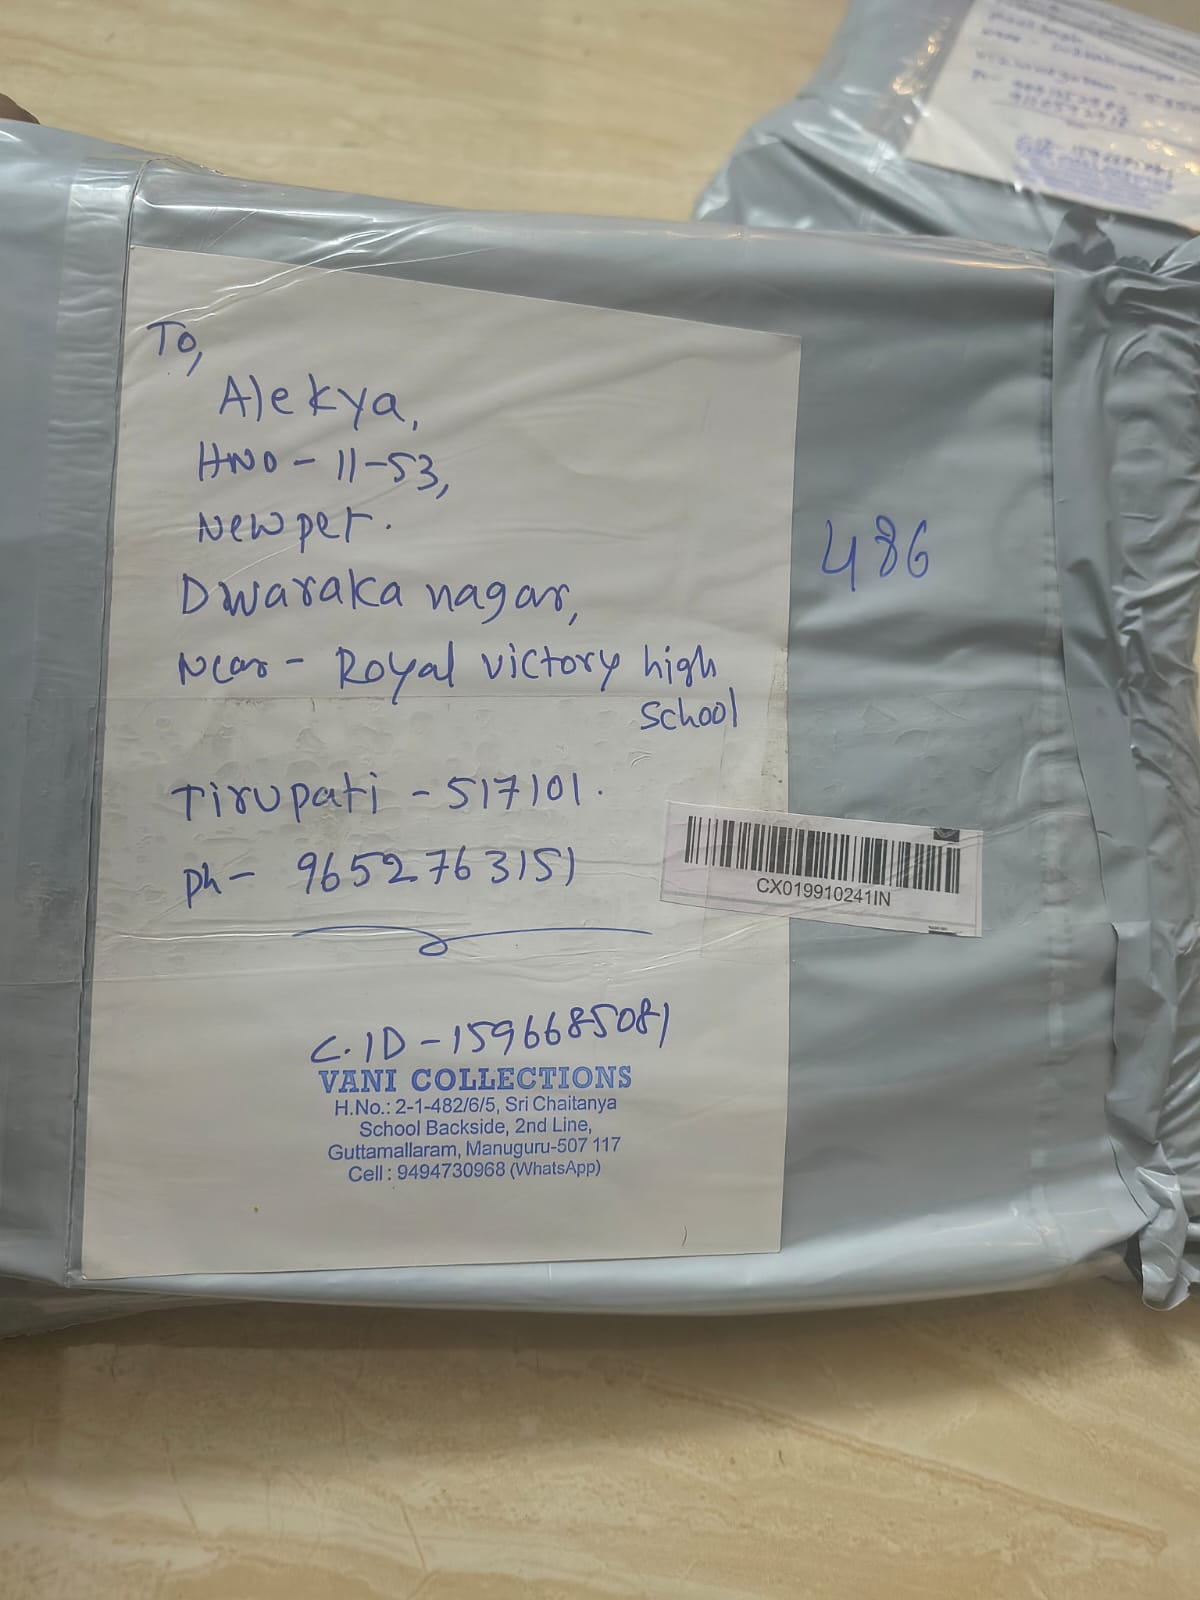 To,
Alekya,
HNO - 11-53,
Newpet.
Dwaraka nagar,
Near - Royal victory high
School
Tirupati - 517101.
Ph - 9652763151
486
CX019910241IN
C.ID - 1596685081
VANI COLLECTIONS
H.No.: 2-1-482/6/5, Sri Chaitanya
School Backside, 2nd Line,
Guttamallaram, Manuguru-507 117
Cell : 9494730968 (WhatsApp)